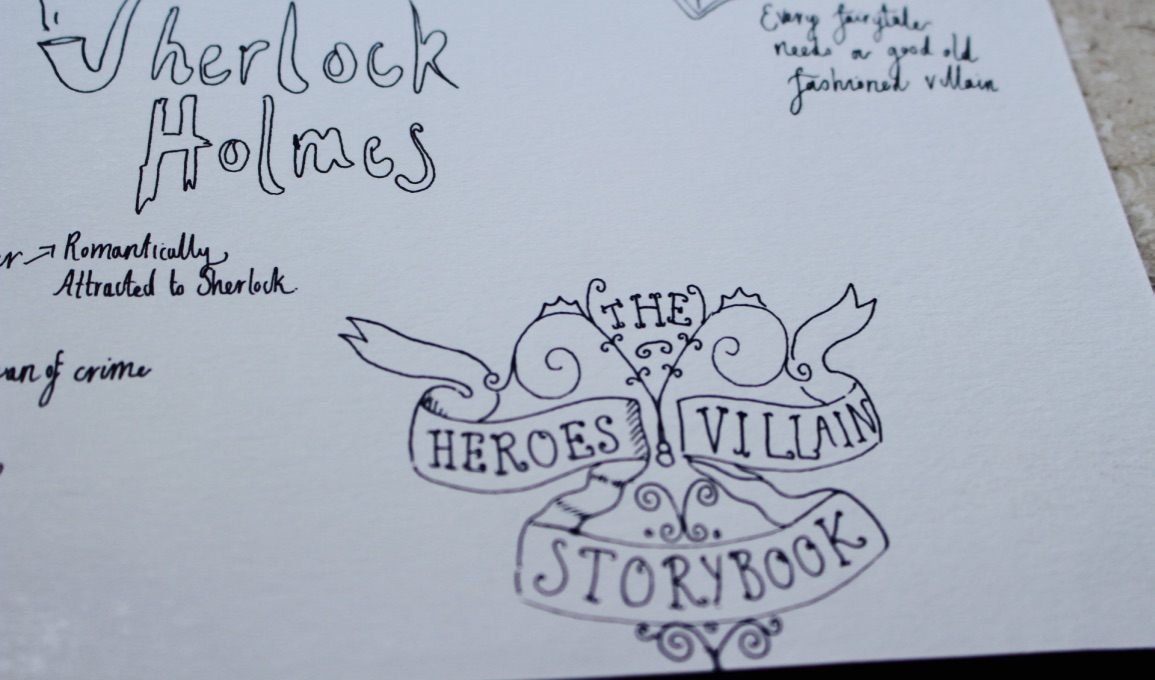 Sherlock
Holmes
Every fairytale
needs a good old
fashioned villain
r → Romantically
Attracted to Sherlock
of crime
THE
HEROES & VILLAIN
STORYBOOK